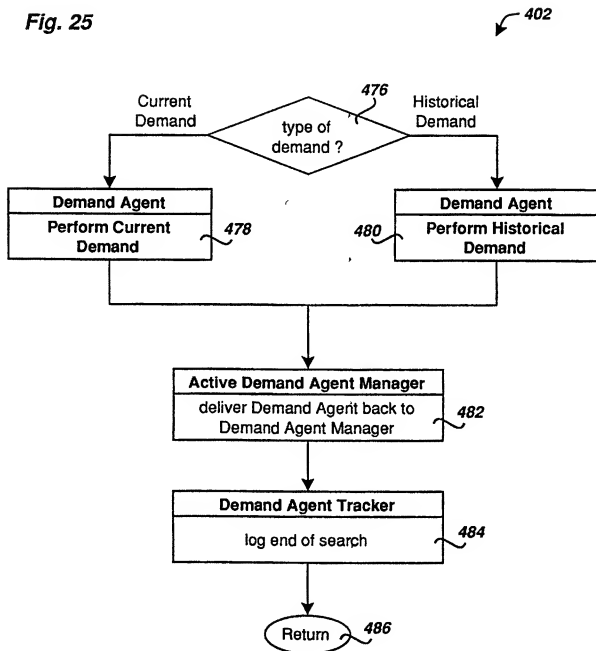 Fig. 25
402
476
Current
Demand
Historical
Demand
type of
demand ?
Demand Agent
Perform Current
Demand
478
Demand Agent
Perform Historical
Demand
480
Active Demand Agent Manager
deliver Demand Agent back to
Demand Agent Manager
482
Demand Agent Tracker
log end of search
484
Return
486